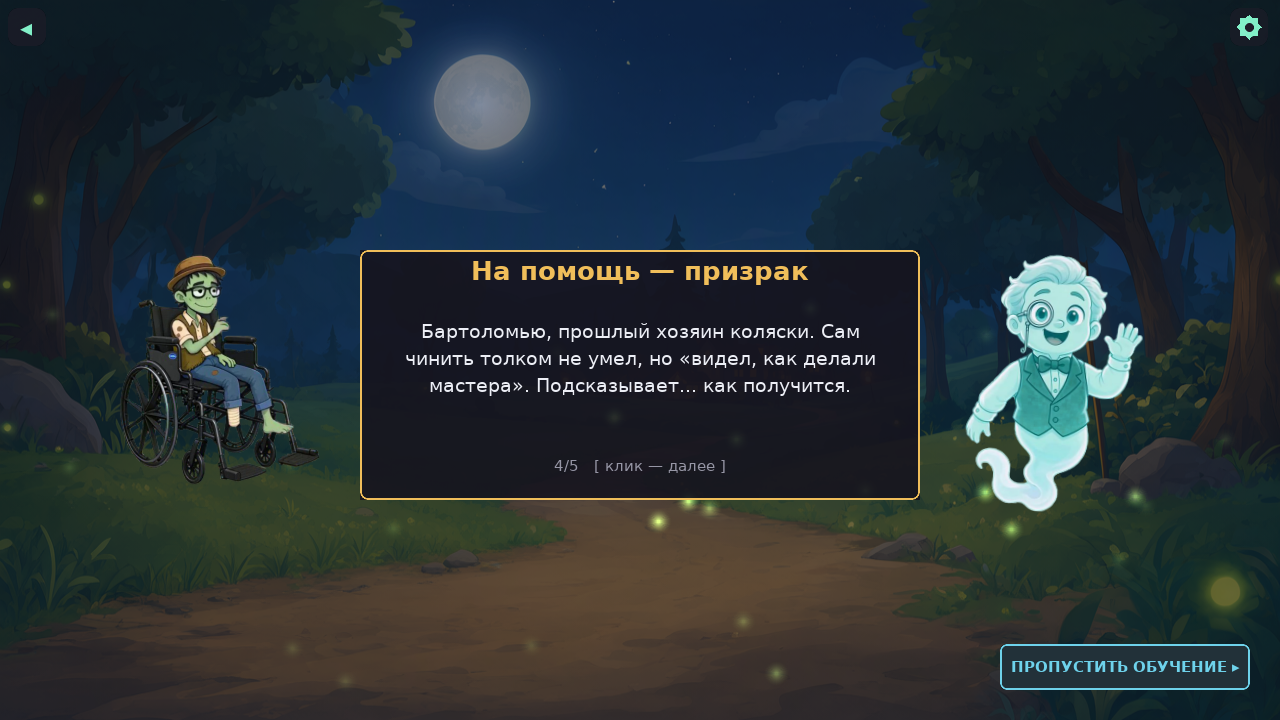 На помощь — призрак
Бартоломью, прошлый хозяин коляски. Сам
чинить толком не умел, но «видел, как делали
мастера». Подсказывает... как получится.
4/5 [ клик — далее ]
ПРОПУСТИТЬ ОБУЧЕНИЕ ▸